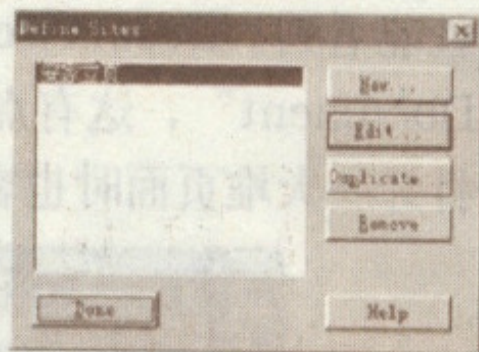 Define Sites
New...
Edit...
Duplicate...
Remove
Done
Help